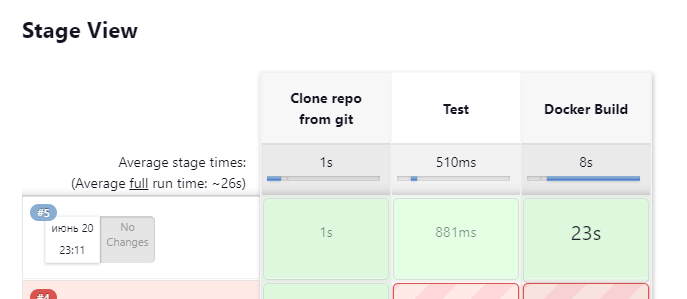 Stage View
Clone repo
from git
Test
Docker Build
Average stage times:
(Average full run time: ~26s)
1s
510ms
8s
#5
июнь 20
23:11
No
Changes
1s
881ms
23s
#4